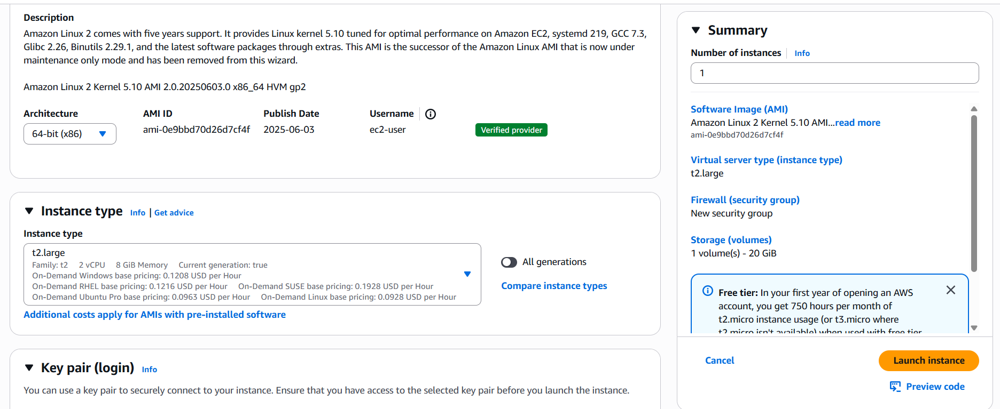 Description
Amazon Linux 2 comes with five years support. It provides Linux kernel 5.10 tuned for optimal performance on Amazon EC2, systemd 219, GCC 7.3,
Glibc 2.26, Binutils 2.29.1, and the latest software packages through extras. This AMI is the successor of the Amazon Linux AMI that is now under
maintenance only mode and has been removed from this wizard.
Amazon Linux 2 Kernel 5.10 AMI 2.0.20250603.0 x86_64 HVM gp2
Architecture AMI ID Publish Date Username
64-bit (x86) ami-0e9bbd70d26d7cf4f 2025-06-03 ec2-user Verified provider
Instance type Info | Get advice
Instance type
t2.large
Family: t2 2 vCPU 8 GiB Memory Current generation: true
On-Demand Windows base pricing: 0.1208 USD per Hour
On-Demand RHEL base pricing: 0.1216 USD per Hour On-Demand SUSE base pricing: 0.1928 USD per Hour
On-Demand Ubuntu Pro base pricing: 0.0963 USD per Hour On-Demand Linux base pricing: 0.0928 USD per Hour
All generations
Compare instance types
Additional costs apply for AMIs with pre-installed software
Key pair (login) Info
You can use a key pair to securely connect to your instance. Ensure that you have access to the selected key pair before you launch the instance.
Summary
Number of instances Info
1
Software Image (AMI)
Amazon Linux 2 Kernel 5.10 AMI...read more
ami-0e9bbd70d26d7cf4f
Virtual server type (instance type)
t2.large
Firewall (security group)
New security group
Storage (volumes)
1 volume(s) - 20 GiB
Free tier: In your first year of opening an AWS
account, you get 750 hours per month of
t2.micro instance usage (or t3.micro where
t2.micro isn't available) when used with free tier
Cancel Launch instance
Preview code